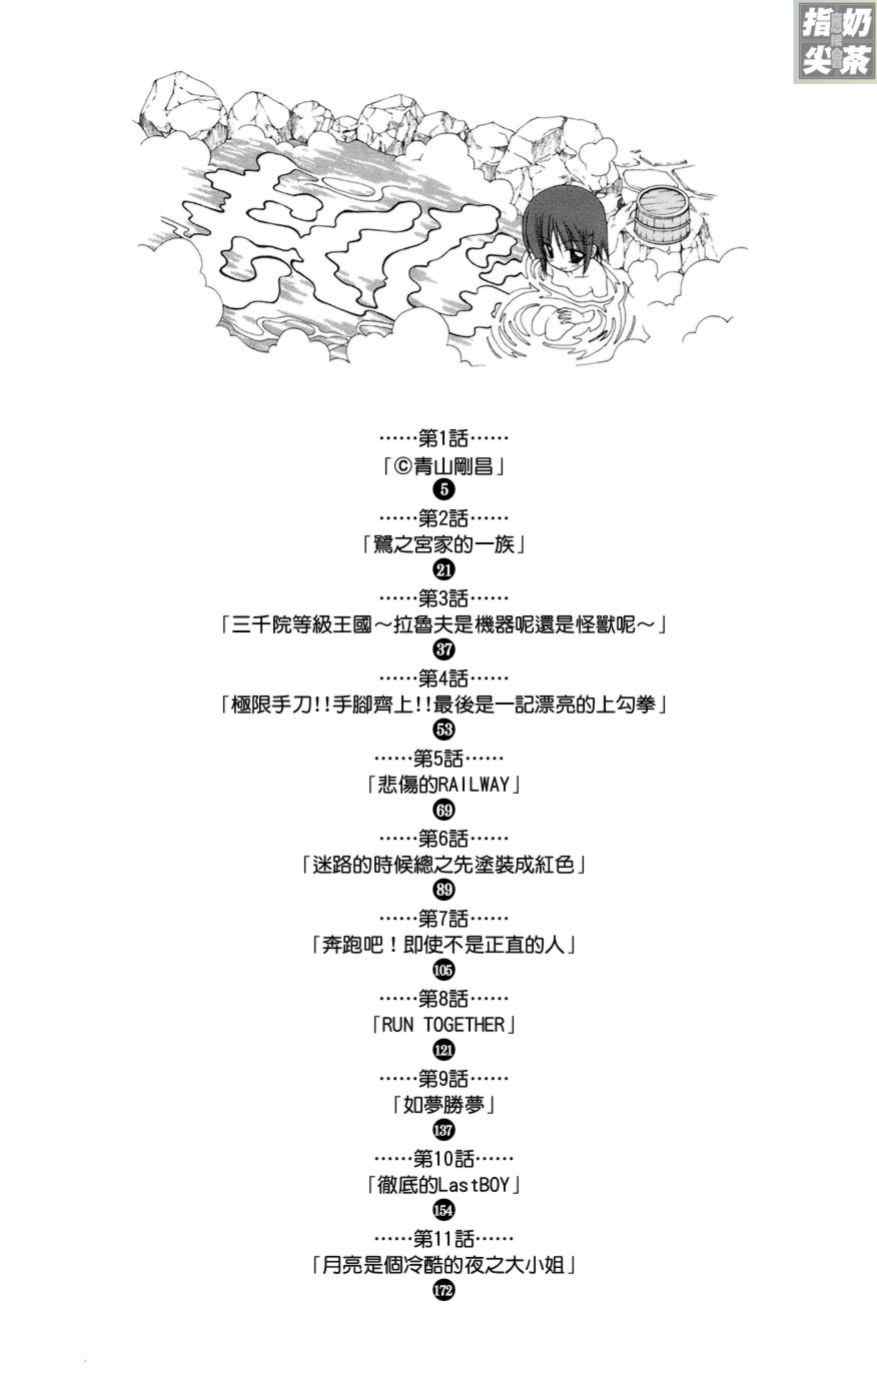 指奶
尖茶
もくじ
……第1話……
「©青山剛昌」
5
……第2話……
「鷺之宮家的一族」
21
……第3話……
「三千院等級王國～拉魯夫是機器呢還是怪獸呢～」
37
……第4話……
「極限手刀!!手腳齊上!!最後是一記漂亮的上勾拳」
53
……第5話……
「悲傷的RAILWAY」
69
……第6話……
「迷路的時候總之先塗裝成紅色」
89
……第7話……
「奔跑吧！即使不是正直的人」
105
……第8話……
「RUN TOGETHER」
121
……第9話……
「如夢勝夢」
137
……第10話……
「徹底的LastBOY」
154
……第11話……
「月亮是個冷酷的夜之大小姐」
172